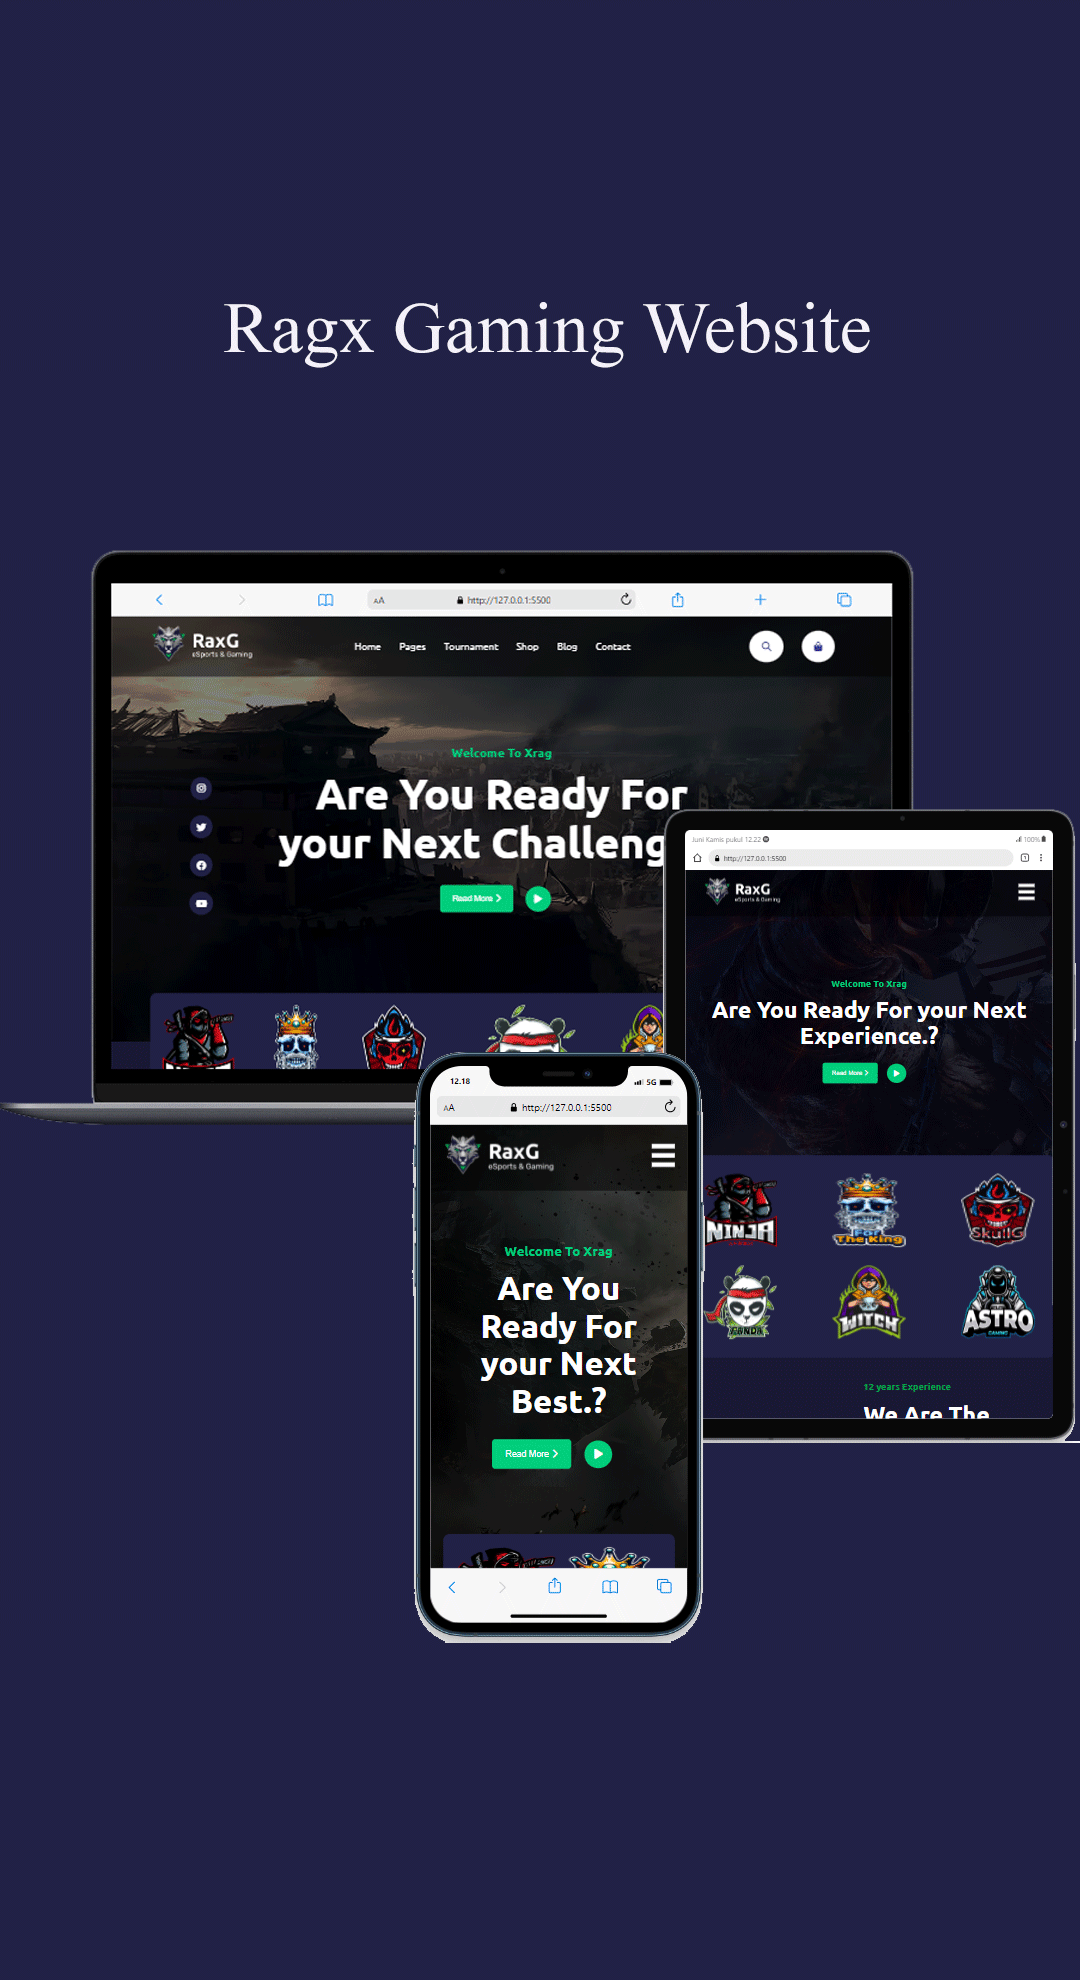 Ragx Gaming Website
AA http://127.0.0.1:5500
RaxG
eSports & Gaming
Home Pages Tournament Shop Blog Contact
Welcome To Xrag
Are You Ready For
your Next Challeng
Read More
Juni Kamis pukul 12.22
100%
http://127.0.0.1:5500
1
RaxG
eSports & Gaming
Welcome To Xrag
Are You Ready For your Next
Experience.?
Read More
NINJA
For
The King
SkullG
PANDA
WITCH
ASTRO
GAMING
12 years Experience
We Are The
12.18
5G
AA http://127.0.0.1:5500
RaxG
eSports & Gaming
Welcome To Xrag
Are You
Ready For
your Next
Best.?
Read More